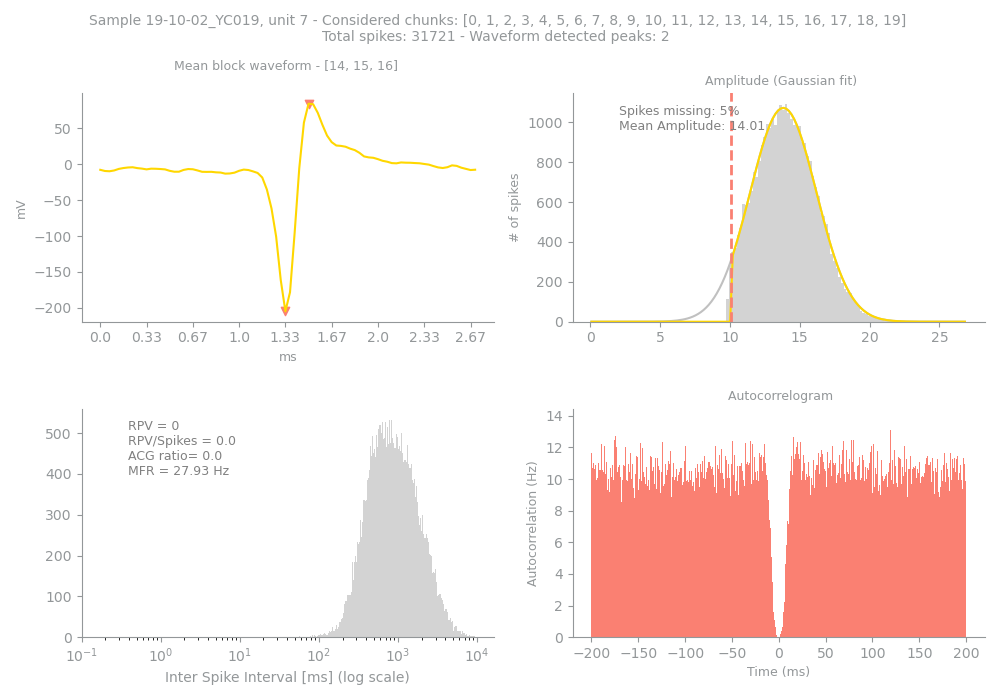 Sample 19-10-02_YC019, unit 7 - Considered chunks: [0, 1, 2, 3, 4, 5, 6, 7, 8, 9, 10, 11, 12, 13, 14, 15, 16, 17, 18, 19]
Total spikes: 31721 - Waveform detected peaks: 2
Mean block waveform - [14, 15, 16]
50
0
−50
−100
−150
−200
mV
0.0 0.33 0.67 1.0 1.33 1.67 2.0 2.33 2.67
ms
Amplitude (Gaussian fit)
Spikes missing: 5%
Mean Amplitude: 14.01
1000
800
600
400
200
0
# of spikes
0 5 10 15 20 25
RPV = 0
RPV/Spikes = 0.0
ACG ratio= 0.0
MFR = 27.93 Hz
500
400
300
200
100
0
10−1 100 101 102 103 104
Inter Spike Interval [ms] (log scale)
Autocorrelogram
14
12
10
8
6
4
2
0
Autocorrelation (Hz)
−200 −150 −100 −50 0 50 100 150 200
Time (ms)